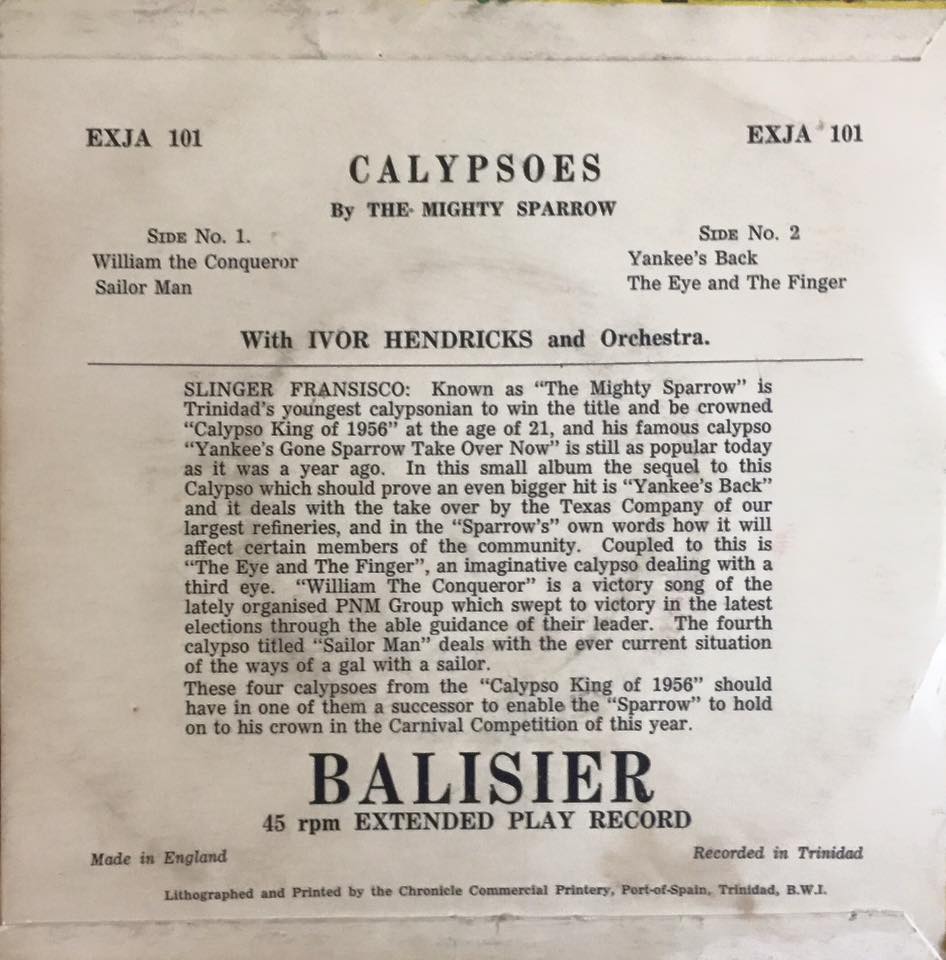 EXJA 101
EXJA 101
CALYPSOES
By THE MIGHTY SPARROW
SIDE No. 1.
William the Conqueror
Sailor Man
SIDE No. 2
Yankee's Back
The Eye and The Finger
With IVOR HENDRICKS and Orchestra.
SLINGER FRANSISCO: Known as "The Mighty Sparrow" is
Trinidad's youngest calypsonian to win the title and be crowned
"Calypso King of 1956" at the age of 21, and his famous calypso
"Yankee's Gone Sparrow Take Over Now" is still as popular today
as it was a year ago. In this small album the sequel to this
Calypso which should prove an even bigger hit is "Yankee's Back"
and it deals with the take over by the Texas Company of our
largest refineries, and in the "Sparrow's" own words how it will
affect certain members of the community. Coupled to this is
"The Eye and The Finger", an imaginative calypso dealing with a
third eye. "William The Conqueror" is a victory song of the
lately organised PNM Group which swept to victory in the latest
elections through the able guidance of their leader. The fourth
calypso titled "Sailor Man" deals with the ever current situation
of the ways of a gal with a sailor.
These four calypsoes from the "Calypso King of 1956" should
have in one of them a successor to enable the "Sparrow" to hold
on to his crown in the Carnival Competition of this year.
BALISIER
45 rpm EXTENDED PLAY RECORD
Made in England
Recorded in Trinidad
Lithographed and Printed by the Chronicle Commercial Printery, Port-of-Spain, Trinidad, B.W.I.